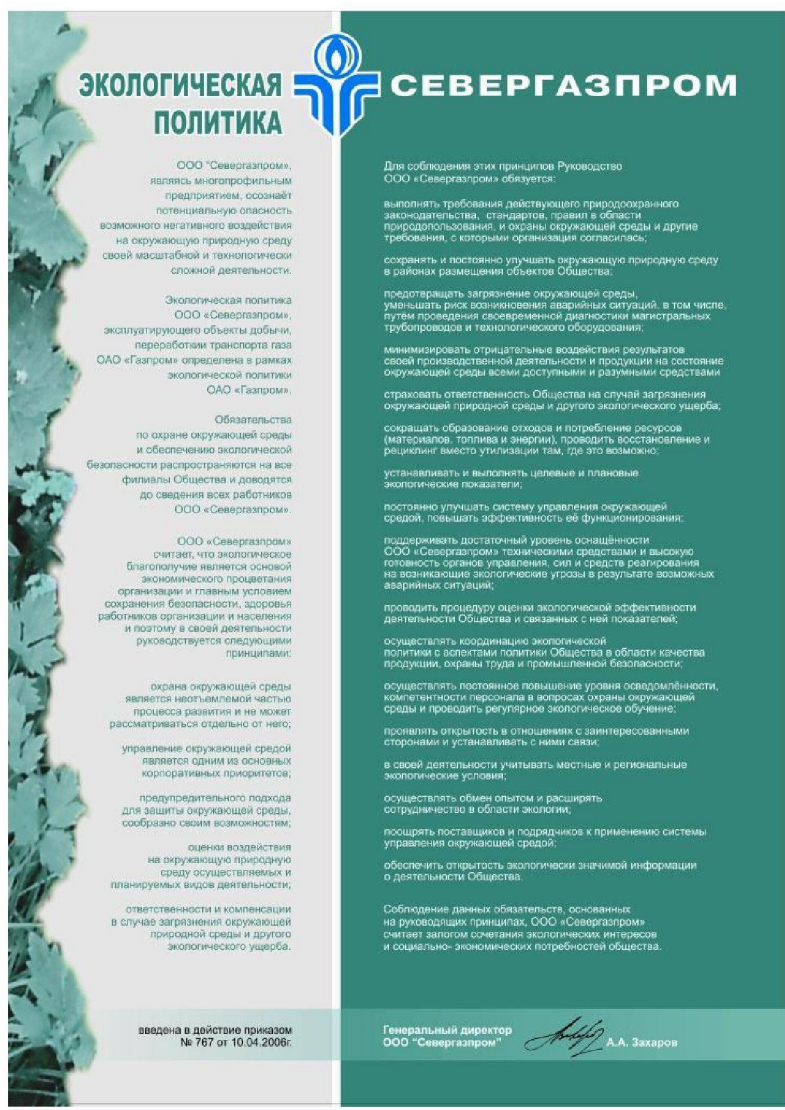 ЭКОЛОГИЧЕСКАЯ
ПОЛИТИКА
СЕВЕРГАЗПРОМ
ООО "Севергазпром",
являясь многопрофильным
предприятием, осознаёт
потенциальную опасность
возможного негативного воздействия
на окружающую природную среду
своей масштабной и технологически
сложной деятельности.
Экологическая политика
ООО «Севергазпром»,
эксплуатирующего объекты добычи,
переработкии транспорта газа
ОАО «Газпром» определена в рамках
экологической политики
ОАО «Газпром».
Обязательства
по охране окружающей среды
и обеспечению экологической
безопасности распространяются на все
филиалы Общества и доводятся
до сведения всех работников
ООО «Севергазпром».
ООО «Севергазпром»
считает, что экологическое
благополучие является основой
экономического процветания
организации и главным условием
сохранения безопасности, здоровья
работников организации и населения
и поэтому в своей деятельности
руководствуется следующими
принципами:
охрана окружающей среды
является неотъемлемой частью
процесса развития и не может
рассматриваться отдельно от него;
управление окружающей средой
является одним из основных
корпоративных приоритетов;
предупредительного подхода
для защиты окружающей среды,
сообразно своим возможностям;
оценки воздействия
на окружающую природную
среду осуществляемых и
планируемых видов деятельности;
ответственности и компенсации
в случае загрязнения окружающей
природной среды и другого
экологического ущерба.
введена в действие приказом
№ 767 от 10.04.2006г.
Для соблюдения этих принципов Руководство
ООО «Севергазпром» обязуется:
выполнять требования действующего природоохранного
законодательства, стандартов, правил в области
природопользования, и охраны окружающей среды и другие
требования, с которыми организация согласилась;
сохранять и постоянно улучшать окружающую природную среду
в районах размещения объектов Общества;
предотвращать загрязнение окружающей среды,
уменьшать риск возникновения аварийных ситуаций, в том числе,
путём проведения своевременной диагностики магистральных
трубопроводов и технологического оборудования;
минимизировать отрицательные воздействия результатов
своей производственной деятельности и продукции на состояние
окружающей среды всеми доступными и разумными средствами
страховать ответственность Общества на случай загрязнения
окружающей природной среды и другого экологического ущерба;
сокращать образование отходов и потребление ресурсов
(материалов, топлива и энергии), проводить восстановление и
рециклинг вместо утилизации там, где это возможно;
устанавливать и выполнять целевые и плановые
экологические показатели;
постоянно улучшать систему управления окружающей
средой, повышать эффективность её функционирования;
поддерживать достаточный уровень оснащённости
ООО «Севергазпром» техническими средствами и высокую
готовность органов управления, сил и средств реагирования
на возникающие экологические угрозы в результате возможных
аварийных ситуаций;
проводить процедуру оценки экологической эффективности
деятельности Общества и связанных с ней показателей;
осуществлять координацию экологической
политики с аспектами политики Общества в области качества
продукции, охраны труда и промышленной безопасности;
осуществлять постоянное повышение уровня осведомлённости,
компетентности персонала в вопросах охраны окружающей
среды и проводить регулярное экологическое обучение;
проявлять открытость в отношениях с заинтересованными
сторонами и устанавливать с ними связи;
в своей деятельности учитывать местные и региональные
экологические условия;
осуществлять обмен опытом и расширять
сотрудничество в области экологии;
поощрять поставщиков и подрядчиков к применению системы
управления окружающей средой;
обеспечить открытость экологически значимой информации
о деятельности Общества.
Соблюдение данных обязательств, основанных
на руководящих принципах, ООО «Севергазпром»
считает залогом сочетания экологических интересов
и социально- экономических потребностей общества.
Генеральный директор
ООО "Севергазпром"
А.А. Захаров